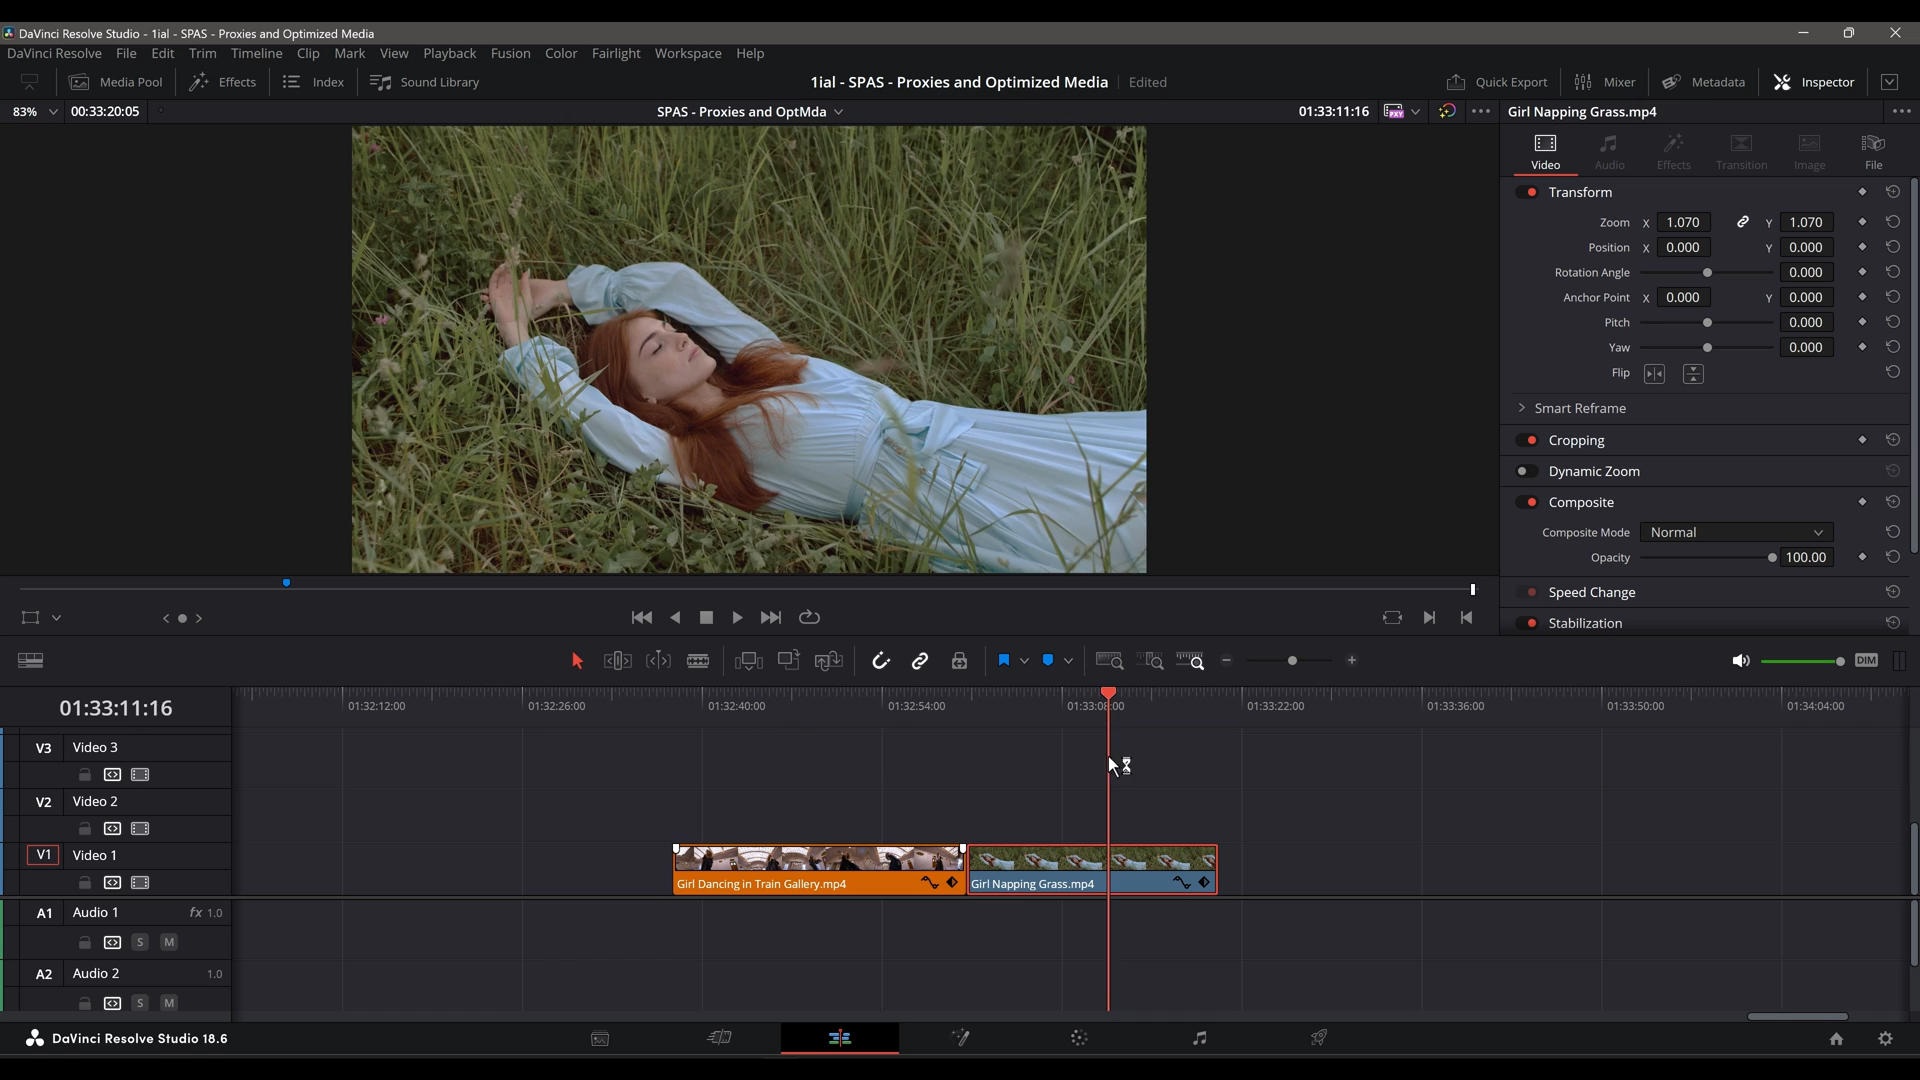 DaVinci Resolve Studio - 1ial - SPAS - Proxies and Optimized Media
DaVinci Resolve File Edit Trim Timeline Clip Mark View Playback Fusion Color Fairlight Workspace Help
Media Pool Effects Index Sound Library 1ial - SPAS - Proxies and Optimized Media Edited Quick Export Mixer Metadata Inspector
83% 00:33:20:05 SPAS - Proxies and OptMda 01:33:11:16 PXY Girl Napping Grass.mp4
Video Audio Effects Transition Image File
Transform
Zoom X 1.070 Y 1.070
Position X 0.000 Y 0.000
Rotation Angle 0.000
Anchor Point X 0.000 Y 0.000
Pitch 0.000
Yaw 0.000
Flip
Smart Reframe
Cropping
Dynamic Zoom
Composite
Composite Mode Normal
Opacity 100.00
Speed Change
Stabilization
DIM
01:33:11:16 01:32:12:00 01:32:26:00 01:32:40:00 01:32:54:00 01:33:08:00 01:33:22:00 01:33:36:00 01:33:50:00 01:34:04:00
V3 Video 3
V2 Video 2
V1 Video 1
Girl Dancing in Train Gallery.mp4 Girl Napping Grass.mp4
A1 Audio 1 fx 1.0
S M
A2 Audio 2 1.0
S M
DaVinci Resolve Studio 18.6